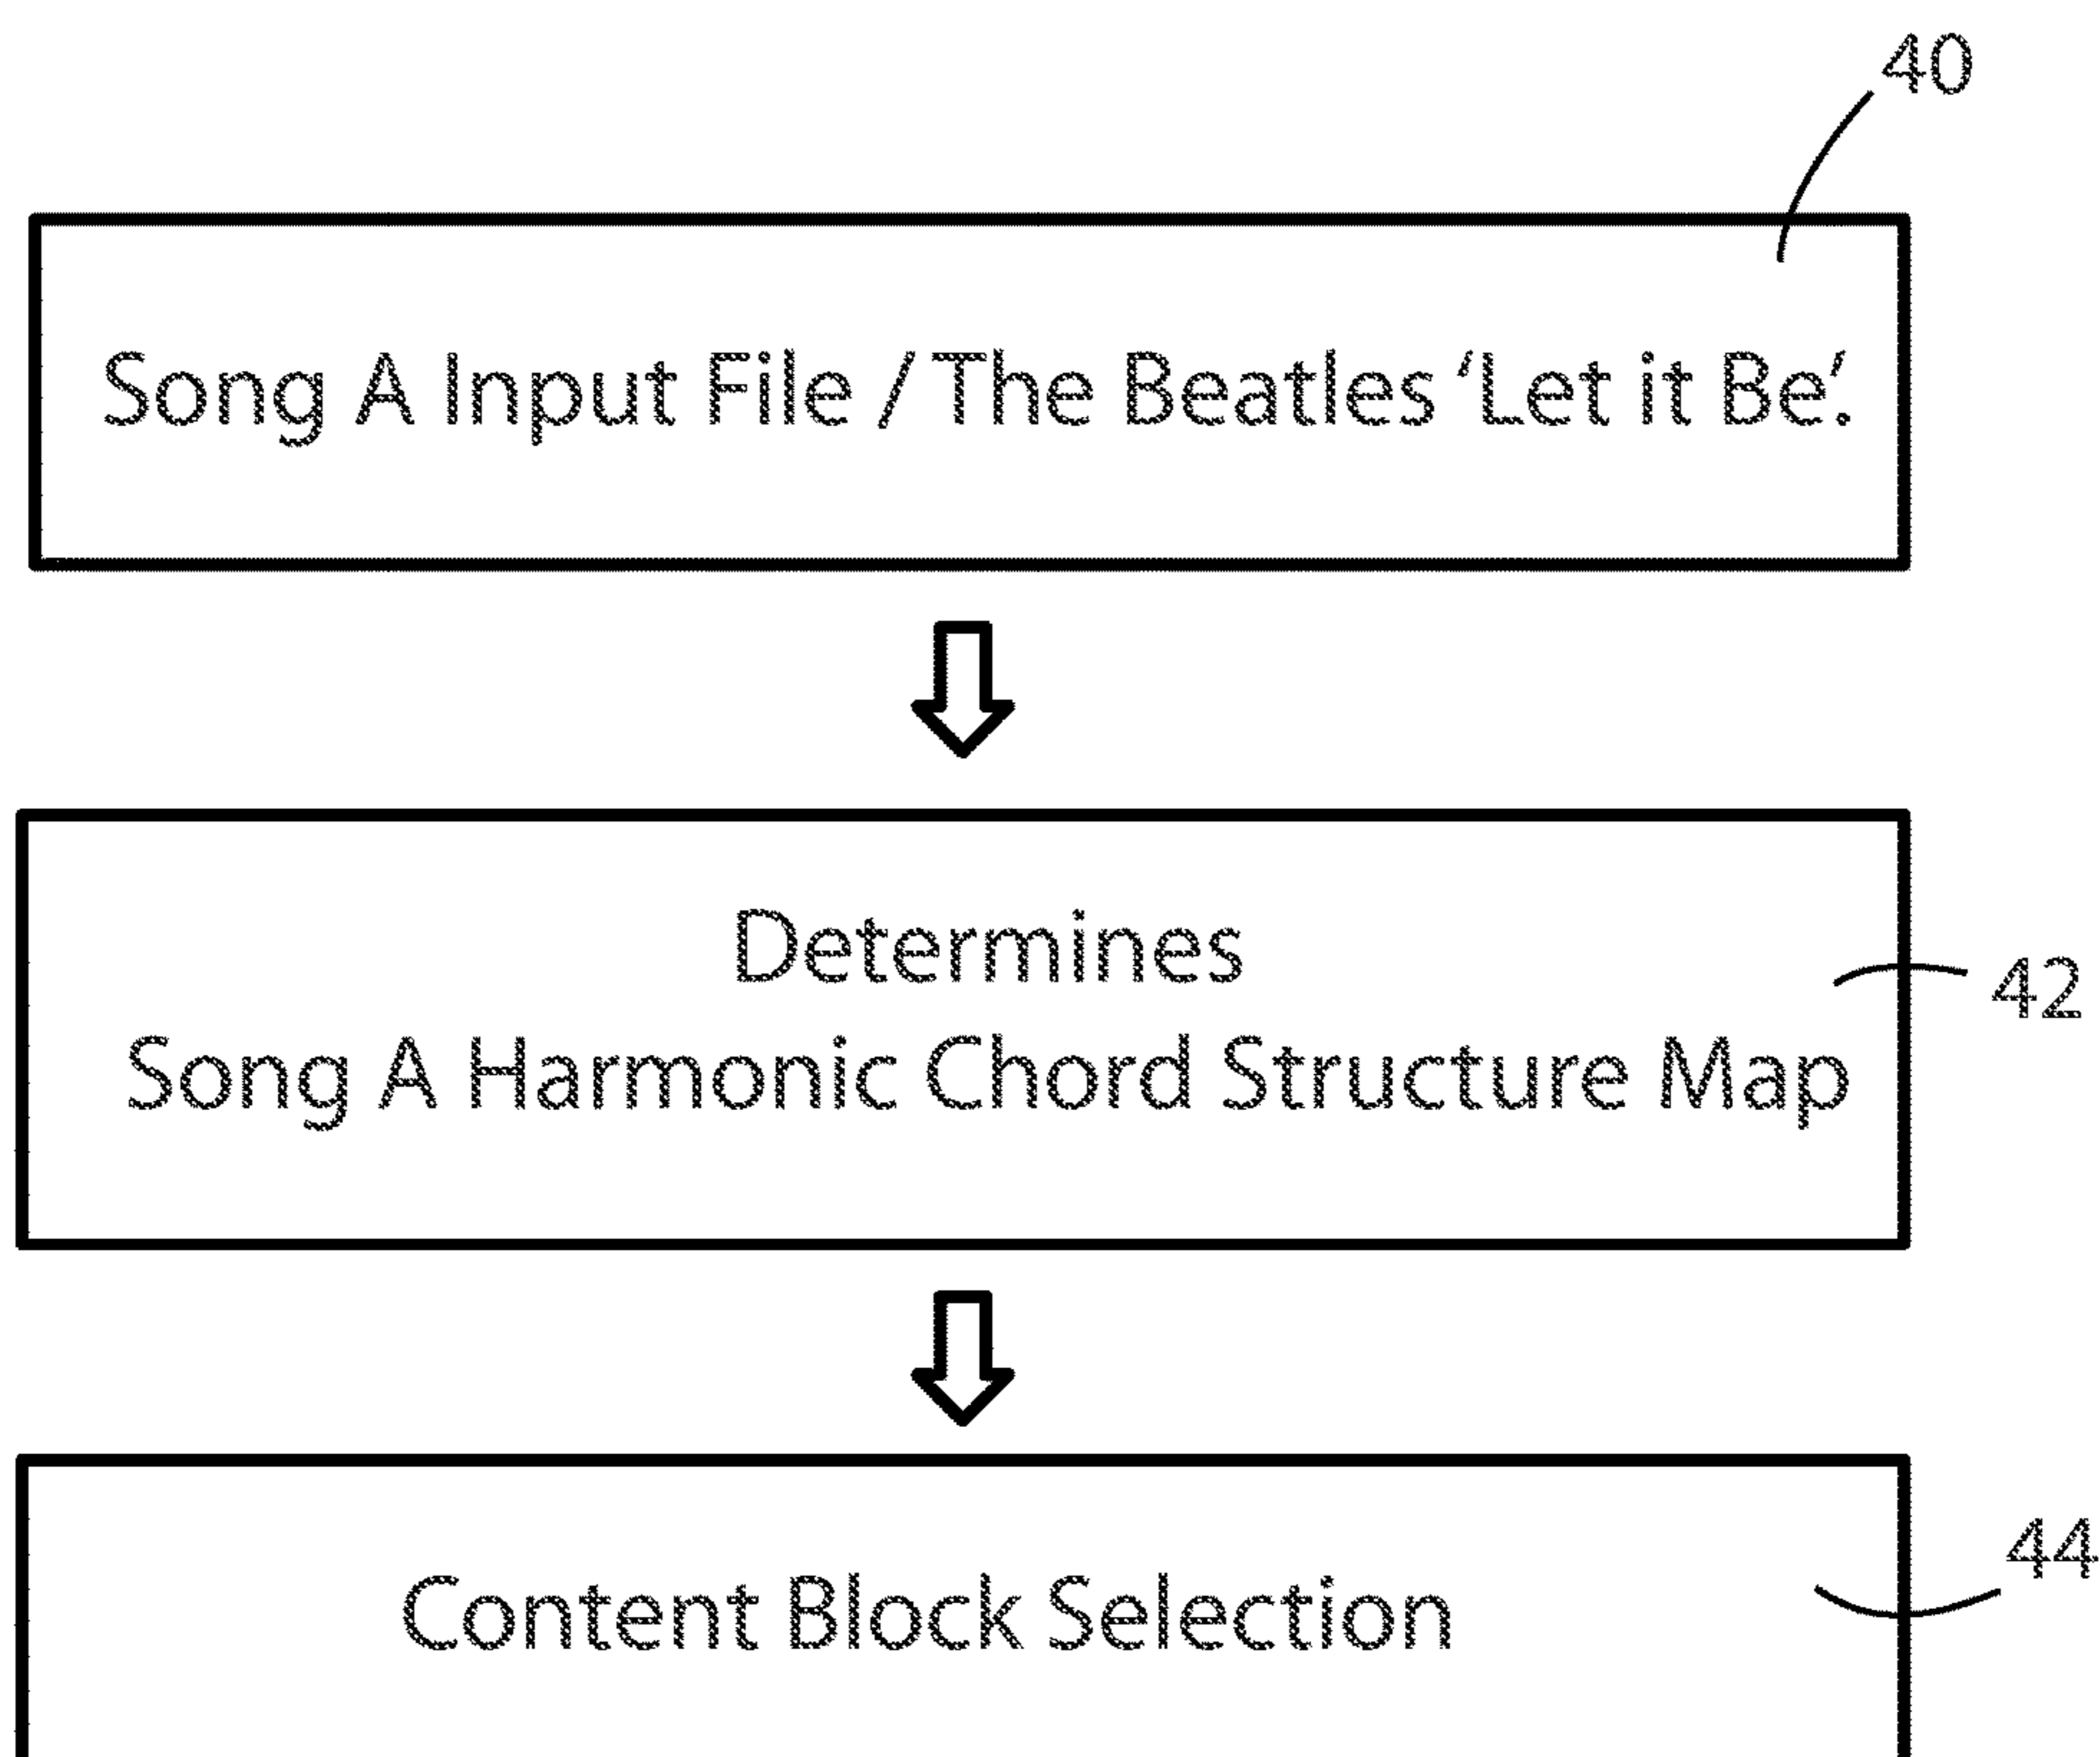 40
Song A Input File / The Beatles ‘Let it Be’.
Determines
Song A Harmonic Chord Structure Map
42
Content Block Selection
44